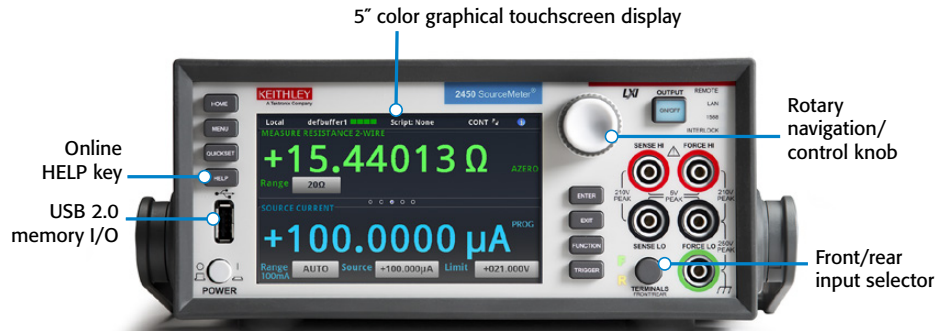 5″ color graphical touchscreen display
KEITHLEY
A Tektronix Company
2450 SourceMeter®
LXI
OUTPUT
ON/OFF
REMOTE
LAN
1588
INTERLOCK
HOME
MENU
QUICKSET
HELP
Online
HELP key
USB 2.0
memory I/O
POWER
Local defbuffer1 Script: None CONT
MEASURE RESISTANCE 2-WIRE
+15.44013 Ω
AZERO
Range 20Ω
SOURCE CURRENT
+100.0000 µA
PROG
Range
100mA
AUTO Source +100.000µA Limit +021.000V
Rotary
navigation/
control knob
ENTER
EXIT
FUNCTION
TRIGGER
SENSE HI FORCE HI
210V
PEAK
5V
PEAK
210V
PEAK
SENSE LO FORCE LO
250V
PEAK
F
R
TERMINALS
FRONT/REAR
Front/rear
input selector